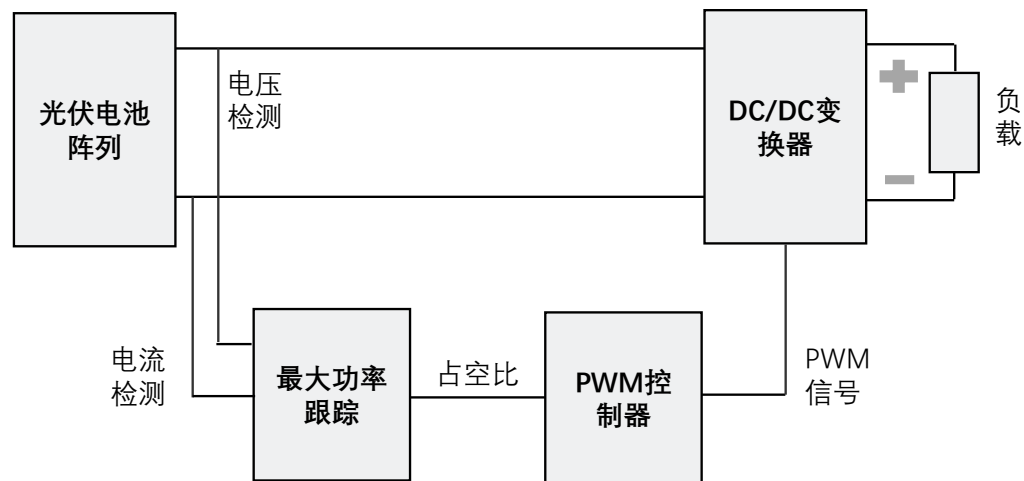 光伏电池
阵列
电压
检测
DC/DC变
换器
负
载
电流
检测
最大功率
跟踪
占空比
PWM控
制器
PWM
信号